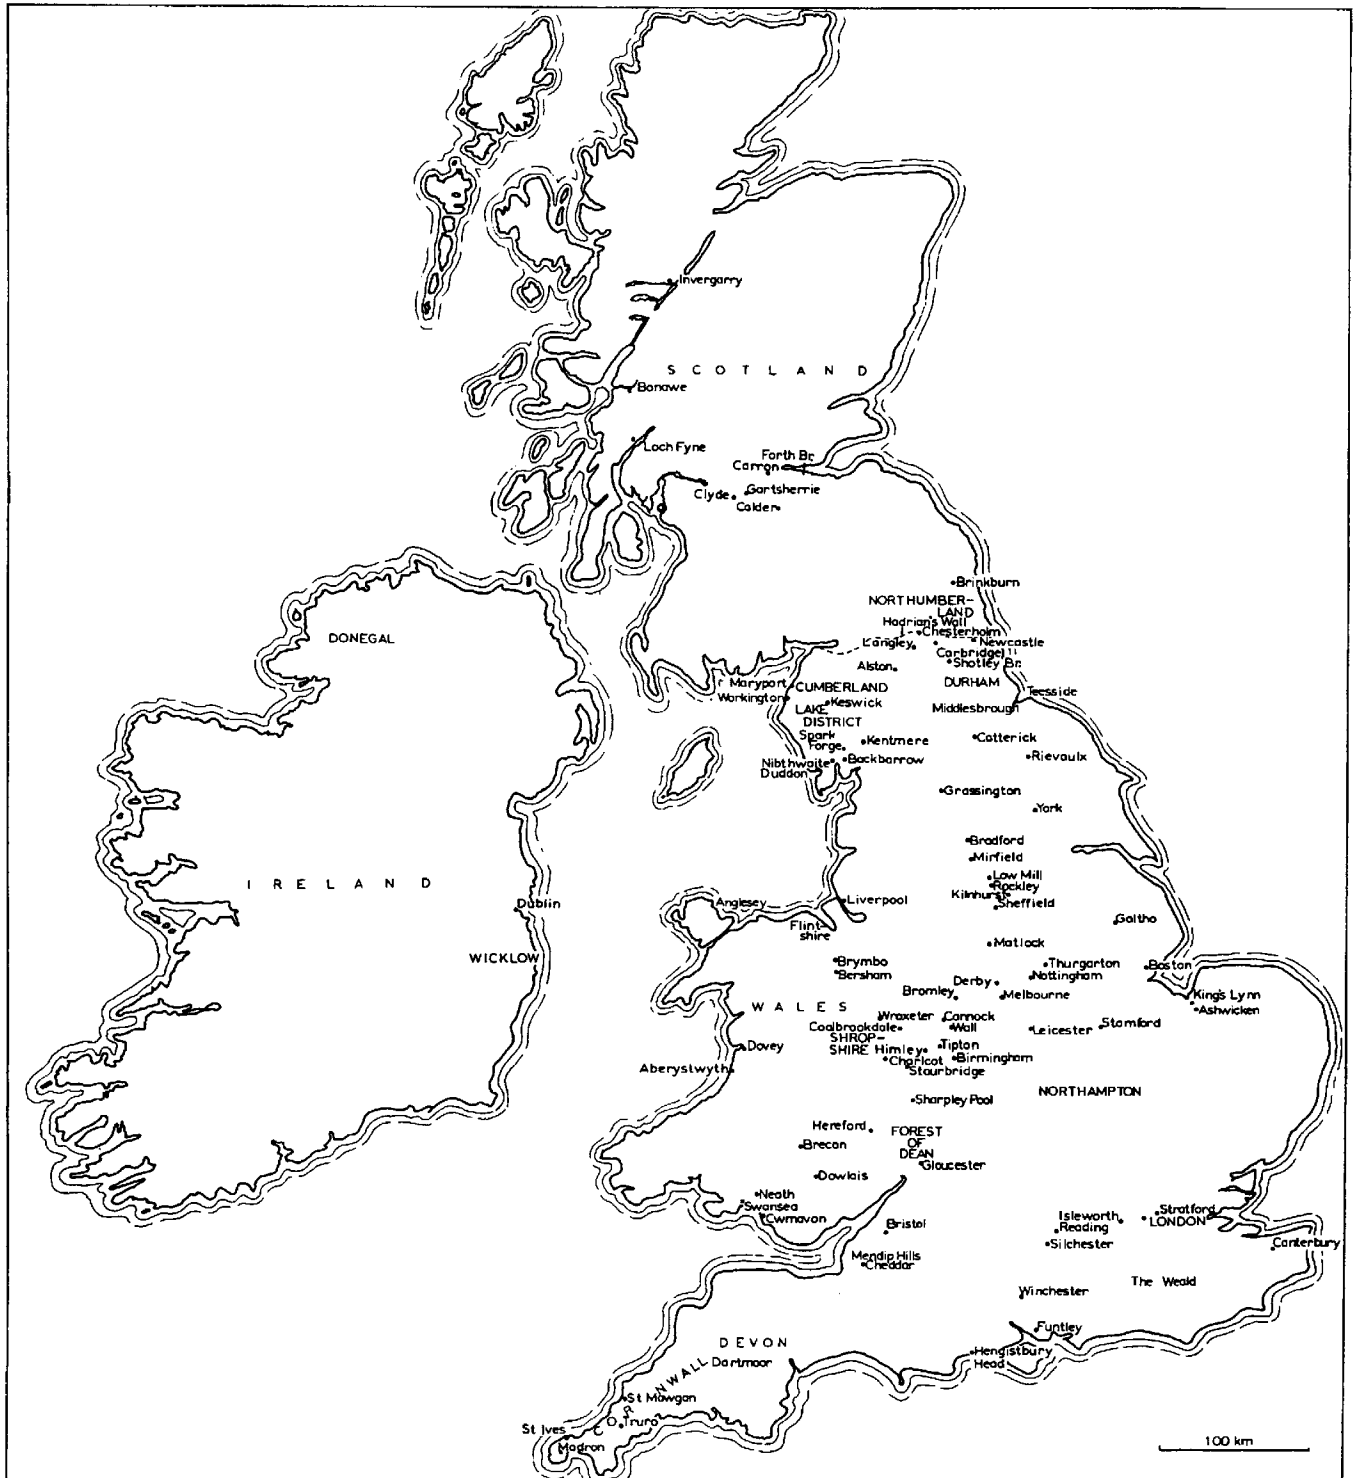 Invergarry
SCOTLAND
Bonawe
Loch Fyne
Forth Br.
Carron
Gartsherrie
Clyde
Calder
Brinkburn
NORTHUMBER-
LAND
Hadrian's Wall
Chesterholm
Newcastle
Langley
Corbridge
Shotley Br.
Alston
DONEGAL
DURHAM
Maryport
CUMBERLAND
Workington
Teesside
Keswick
LAKE
DISTRICT
Middlesbrough
Spark
Forge
Kentmere
Catterick
Rievaulx
Nibthwaite
Backbarrow
Duddon
Grassington
York
Bradford
Mirfield
Low Mill
Rockley
Kilnhurst
Sheffield
IRELAND
Dublin
Anglesey
Liverpool
Goltho
Flint-
shire
Matlock
WICKLOW
Brymbo
Bersham
Thurgarton
Nottingham
Boston
Derby
Bromley
Melbourne
King's Lynn
Ashwicken
WALES
Wroxeter
Cannock
Coalbrookdale
Wall
Leicester
Stamford
SHROP-
SHIRE
Himley
Tipton
Dovey
Charlcot
Birmingham
Stourbridge
Aberystwyth
NORTHAMPTON
Sharpley Pool
Hereford
FOREST
OF
DEAN
Brecon
Gloucester
Dowlais
Neath
Swansea
Cwmavon
Bristol
Isleworth
Stratford
LONDON
Reading
Silchester
Canterbury
Mendip Hills
Cheddar
The Weald
Winchester
Funtley
DEVON
Dartmoor
Hengistbury
Head
CORNWALL
St Mawgan
Truro
St Ives
Madron
100 km